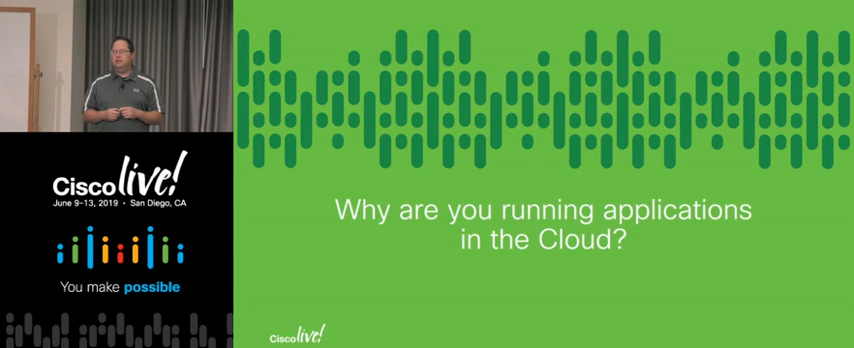 Cisco live!
June 9-13, 2019 • San Diego, CA
You make possible
Why are you running applications
in the Cloud?
Cisco live!